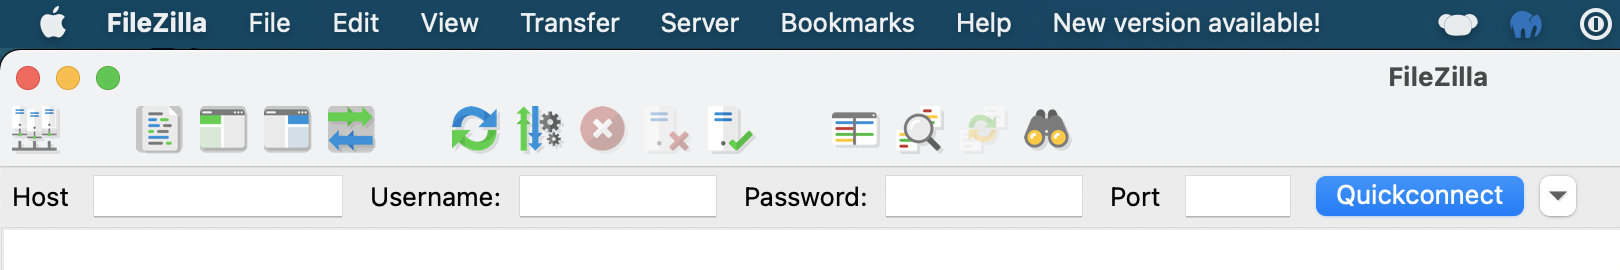 FileZilla File Edit View Transfer Server Bookmarks Help New version available!
FileZilla
Host Username: Password: Port Quickconnect